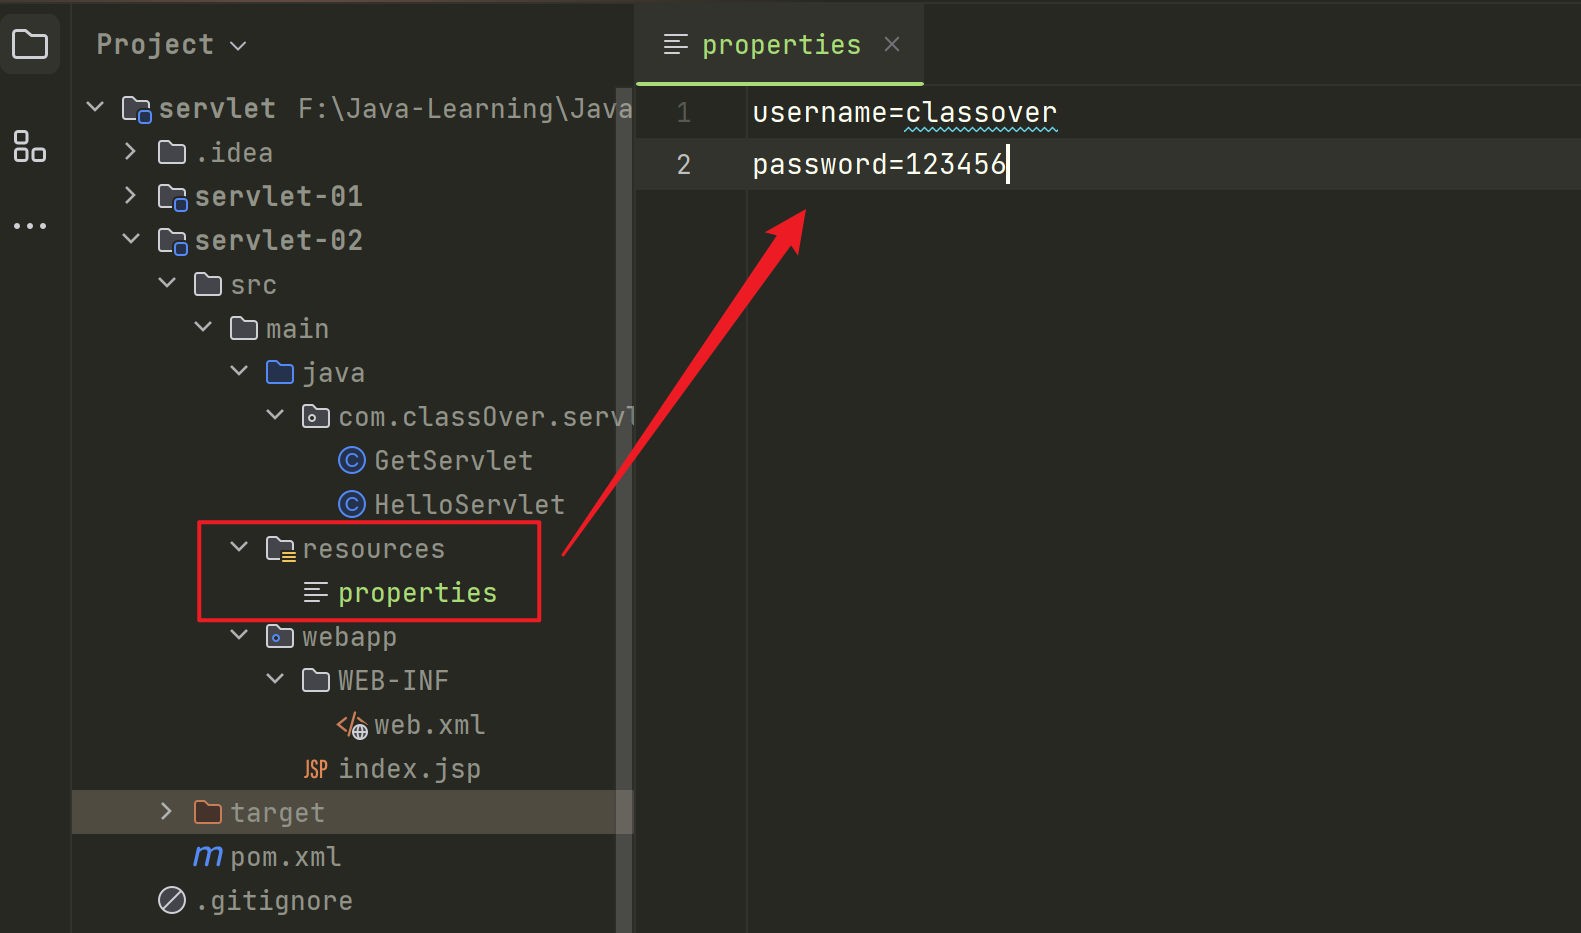 Project
servlet F:\Java-Learning\Java
.idea
servlet-01
servlet-02
src
main
java
com.classOver.servl
GetServlet
HelloServlet
resources
properties
webapp
WEB-INF
web.xml
JSP index.jsp
target
pom.xml
.gitignore
properties
1 username=classover
2 password=123456